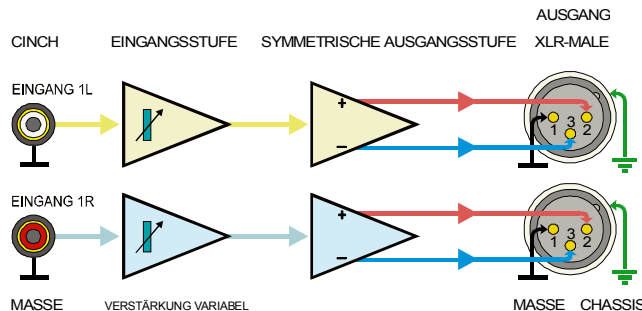 AUSGANG
CINCH EINGANGSSTUFE SYMMETRISCHE AUSGANGSSTUFE XLR-MALE
EINGANG 1L
+
−
1 3 2
EINGANG 1R
+
−
1 3 2
MASSE VERSTÄRKUNG VARIABEL MASSE CHASSIS